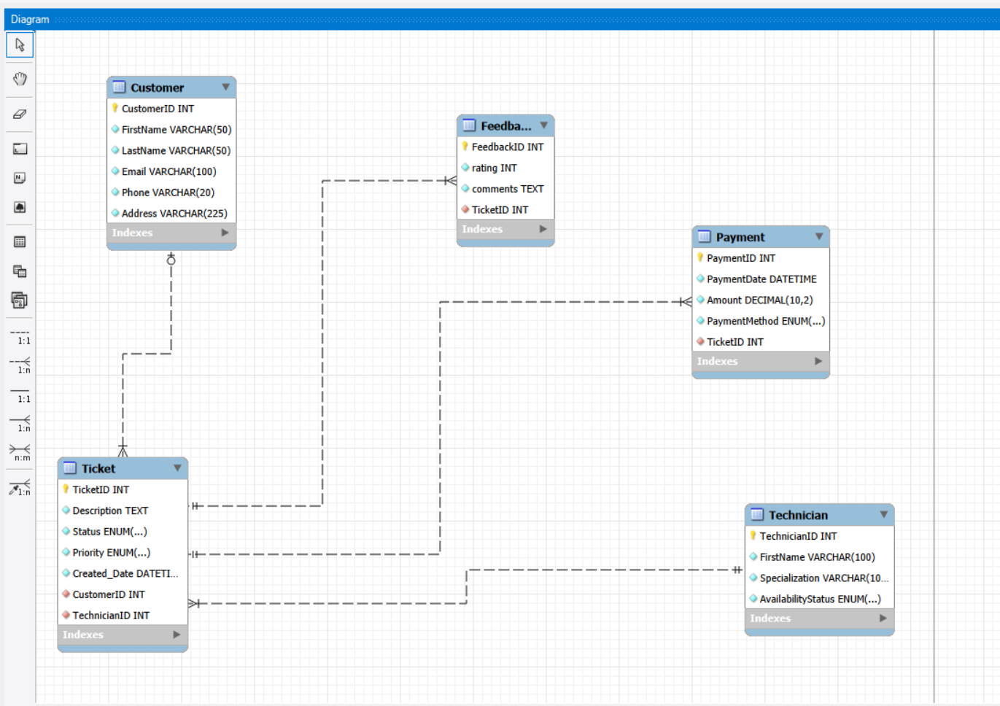 Diagram
Customer
CustomerID INT
FirstName VARCHAR(50)
LastName VARCHAR(50)
Email VARCHAR(100)
Phone VARCHAR(20)
Address VARCHAR(225)
Indexes
Feedba...
FeedbackID INT
rating INT
comments TEXT
TicketID INT
Indexes
Payment
PaymentID INT
PaymentDate DATETIME
Amount DECIMAL(10,2)
PaymentMethod ENUM(...)
TicketID INT
Indexes
1:1
1:n
1:1
1:n
n:m
1:n
Ticket
TicketID INT
Description TEXT
Status ENUM(...)
Priority ENUM(...)
Created_Date DATETI...
CustomerID INT
TechnicianID INT
Indexes
Technician
TechnicianID INT
FirstName VARCHAR(100)
Specialization VARCHAR(10...
AvailabilityStatus ENUM(...)
Indexes